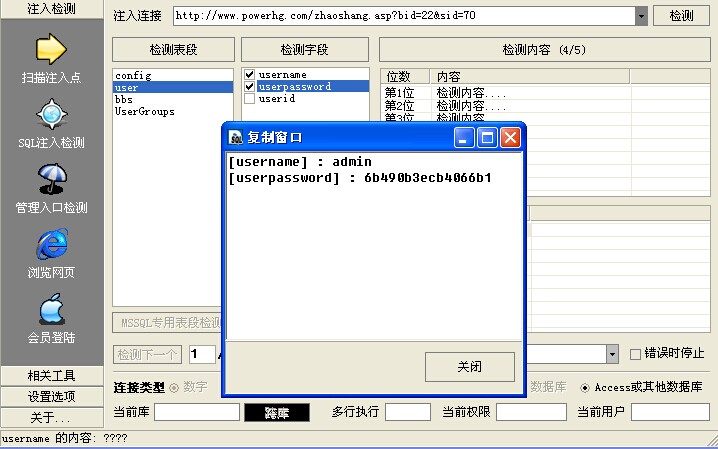 注入检测
注入连接
http://www.powerhg.com/zhaoshang.asp?bid=22&sid=70
检测
扫描注入点
SQL注入检测
管理入口检测
浏览网页
会员登陆
相关工具
设置选项
关于...
检测表段
检测字段
检测内容 (4/5)
config
user
bbs
UserGroups
username
userpassword
userid
位数 内容
第1位 检测内容....
第2位 检测内容....
第3位 检测内容
复制窗口
[username] : admin
[userpassword] : 6b490b3ecb4066b1
关闭
MSSQL专用表段检测
检测下一个 1
错误时停止
连接类型 数字 数据库 Access或其他数据库
当前库 跨库 多行执行 当前权限 当前用户
username 的内容: ????